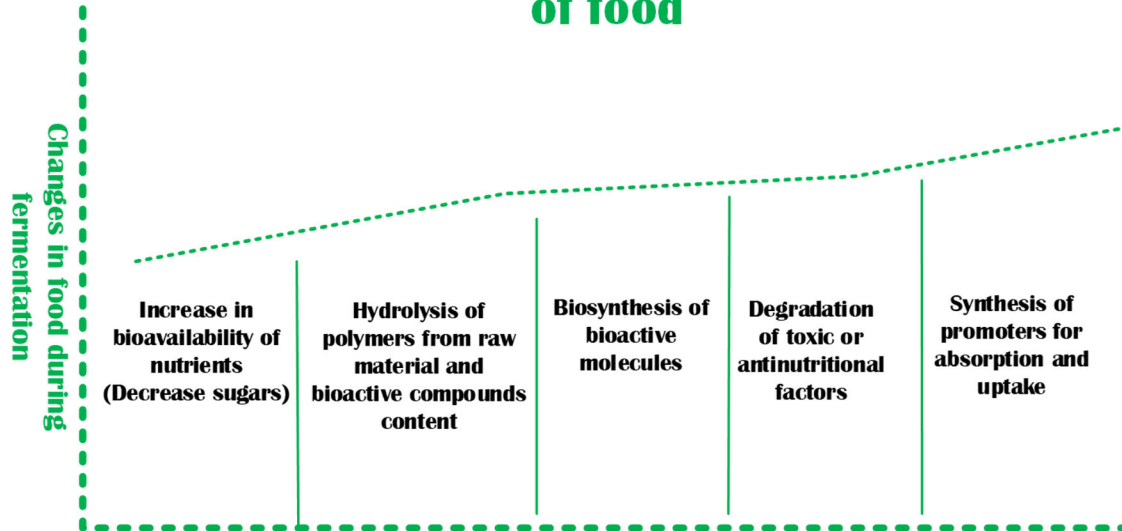 of food
Changes in food during
fermentation
Increase in
bioavailability of
nutrients
(Decrease sugars)
Hydrolysis of
polymers from raw
material and
bioactive compounds
content
Biosynthesis of
bioactive
molecules
Degradation
of toxic or
antinutritional
factors
Synthesis of
promoters for
absorption and
uptake